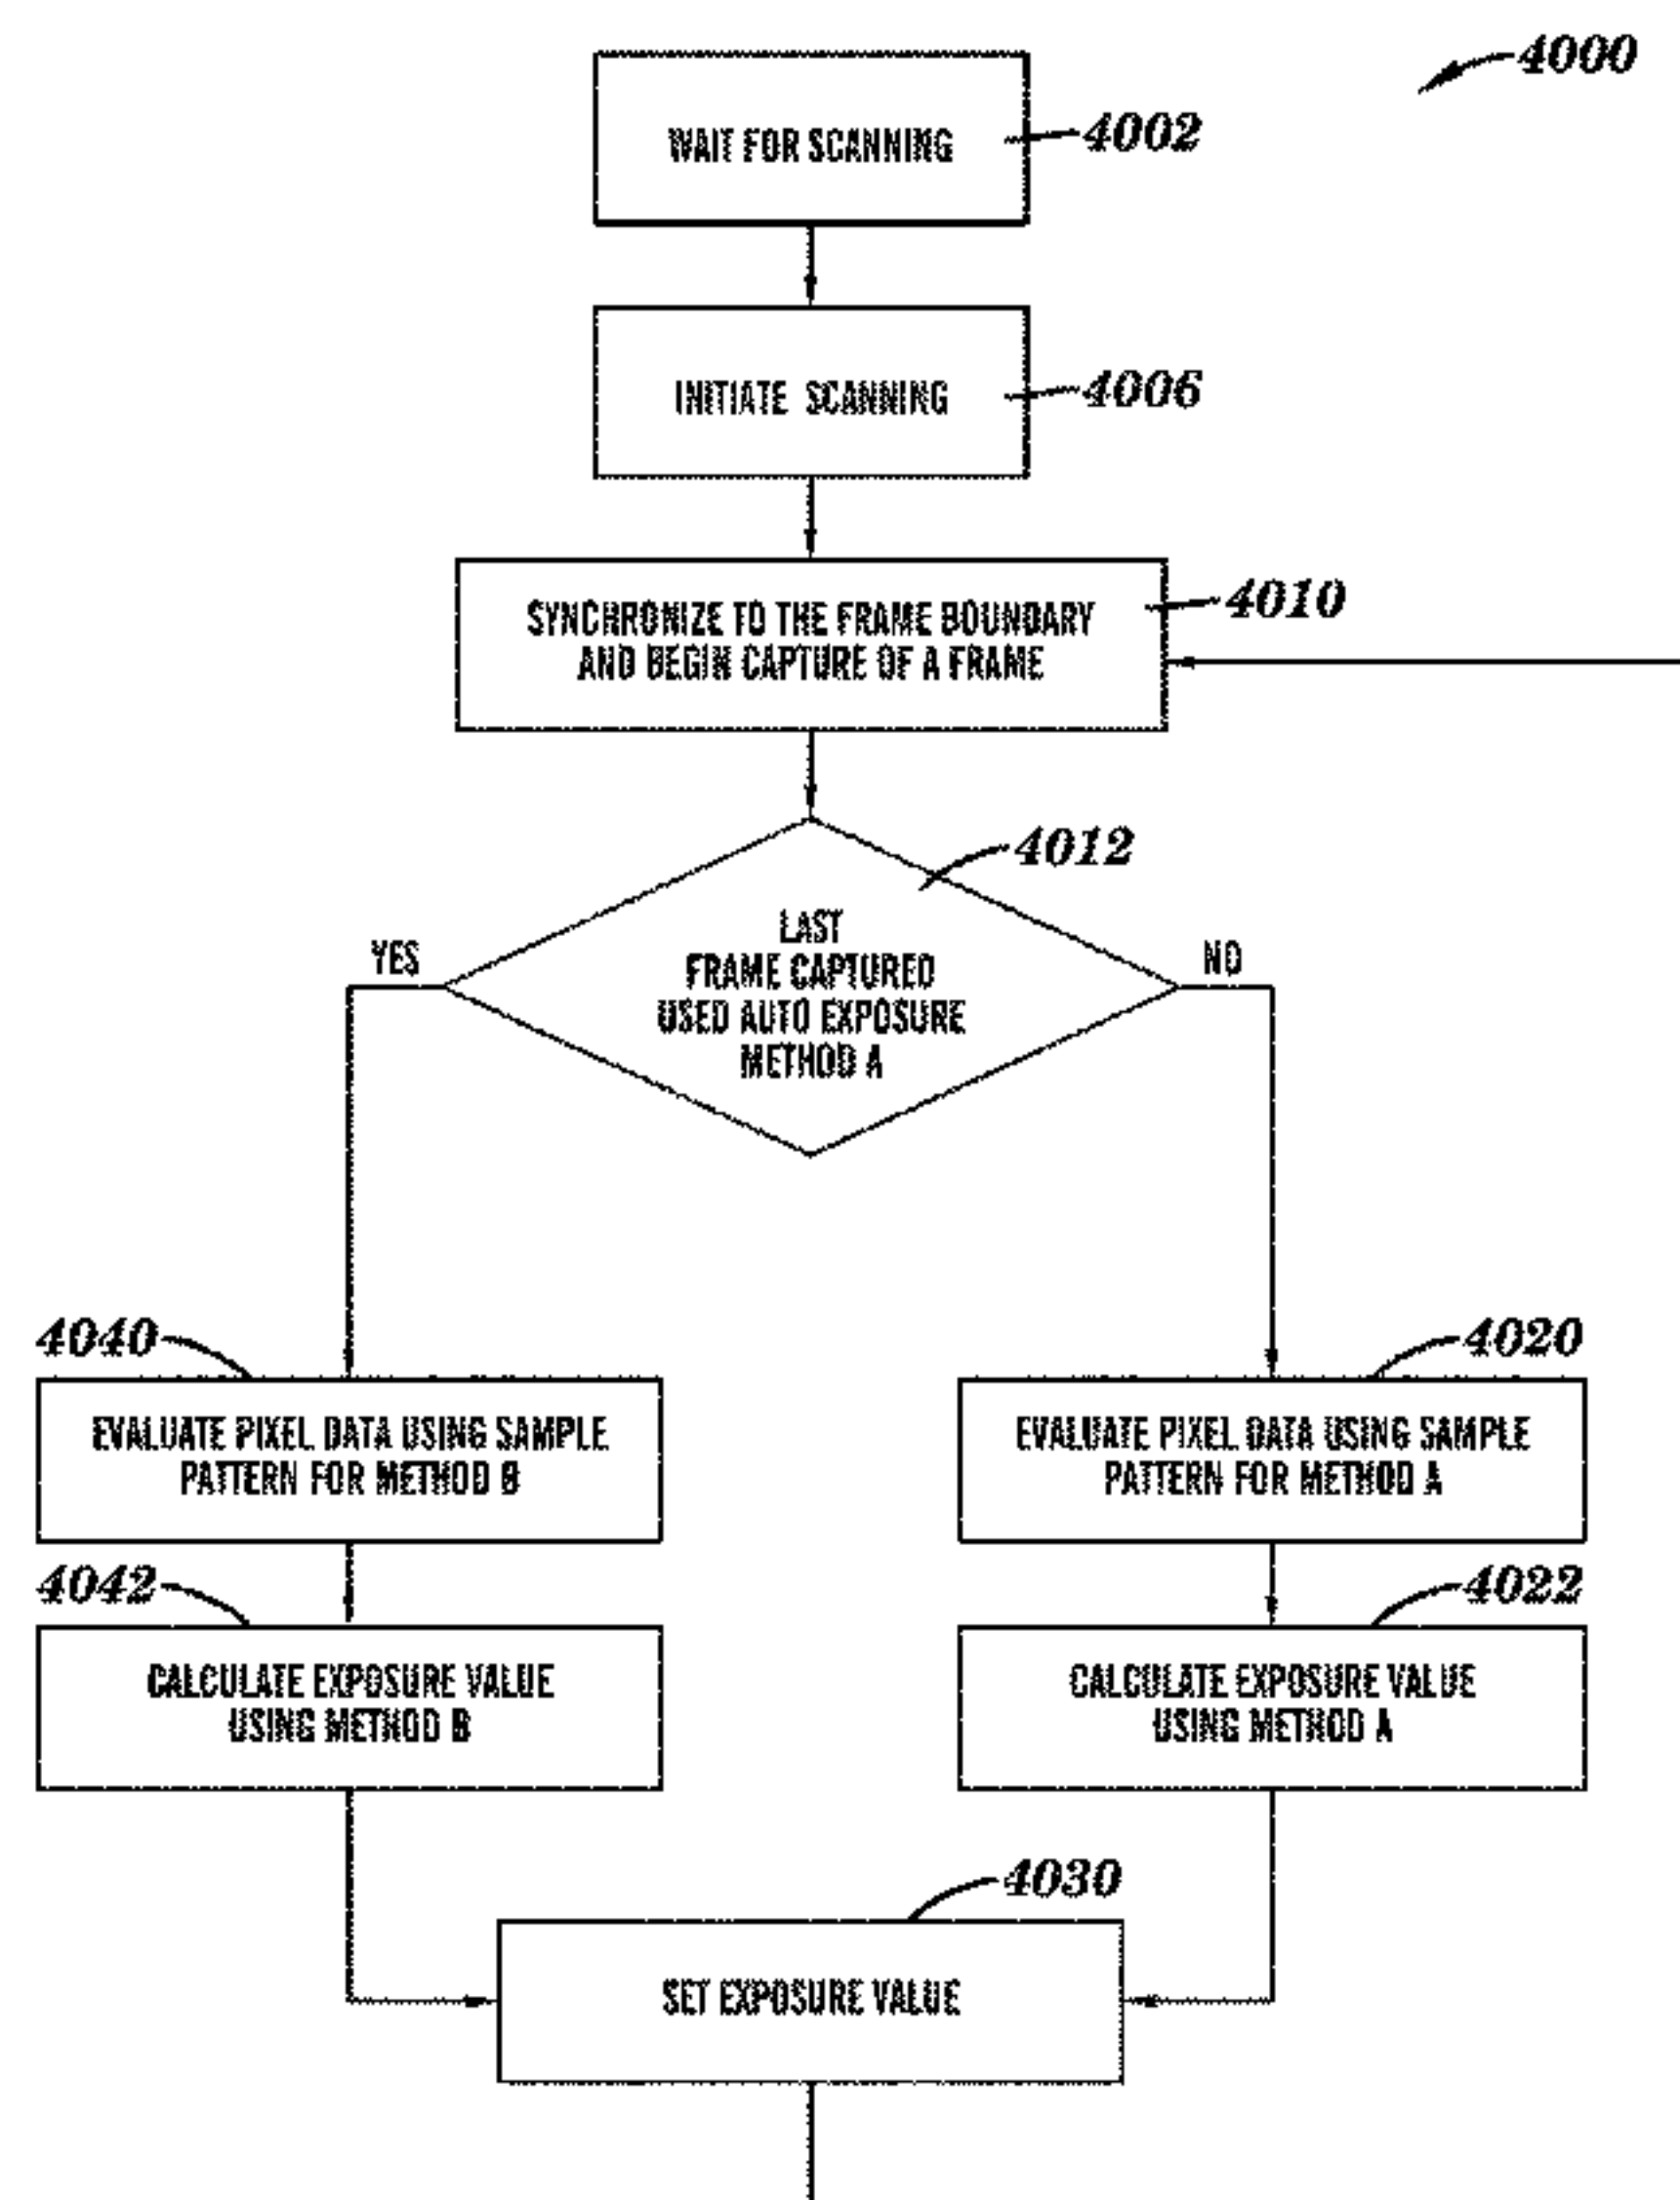 4000
WAIT FOR SCANNING
4002
INITIATE SCANNING
4006
SYNCHRONIZE TO THE FRAME BOUNDARY
AND BEGIN CAPTURE OF A FRAME
4010
4012
LAST
FRAME CAPTURED
USED AUTO EXPOSURE
METHOD A
YES
NO
4040
EVALUATE PIXEL DATA USING SAMPLE
PATTERN FOR METHOD B
4020
EVALUATE PIXEL DATA USING SAMPLE
PATTERN FOR METHOD A
4042
CALCULATE EXPOSURE VALUE
USING METHOD B
4022
CALCULATE EXPOSURE VALUE
USING METHOD A
4030
SET EXPOSURE VALUE